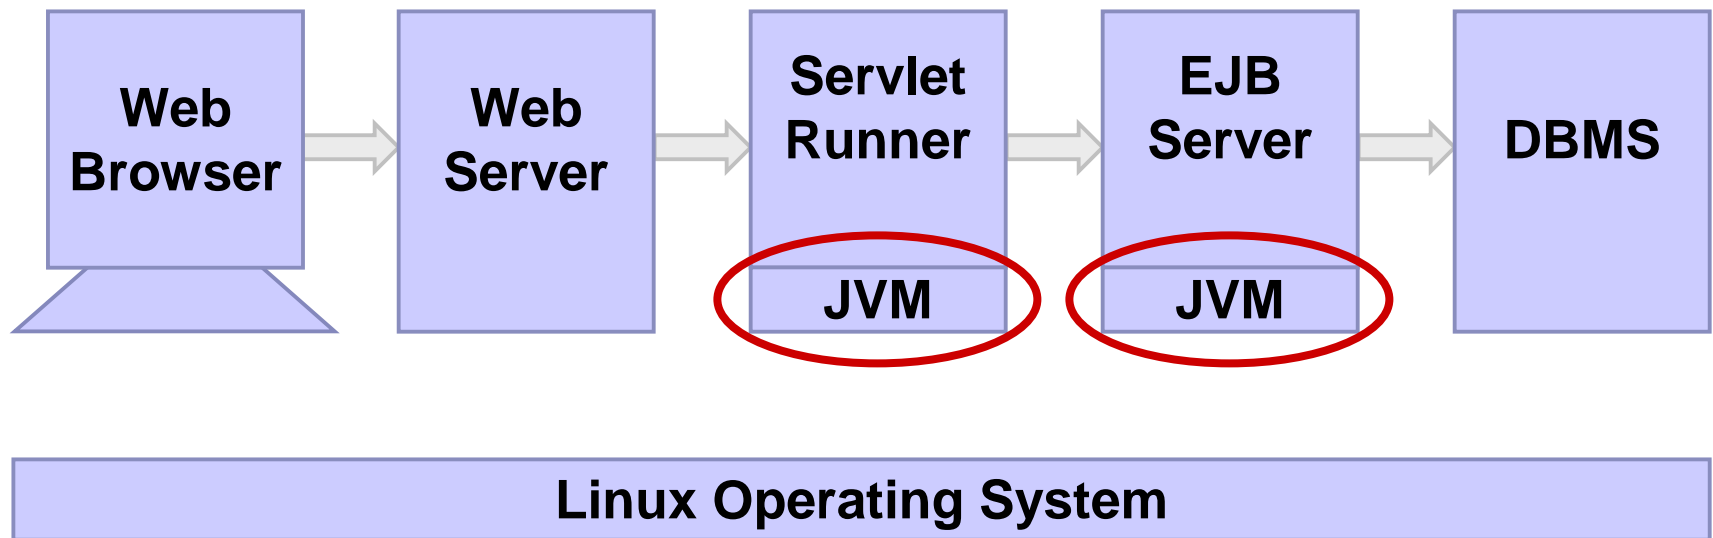 Web
Browser
Web
Server
Servlet
Runner
JVM
EJB
Server
JVM
DBMS
Linux Operating System